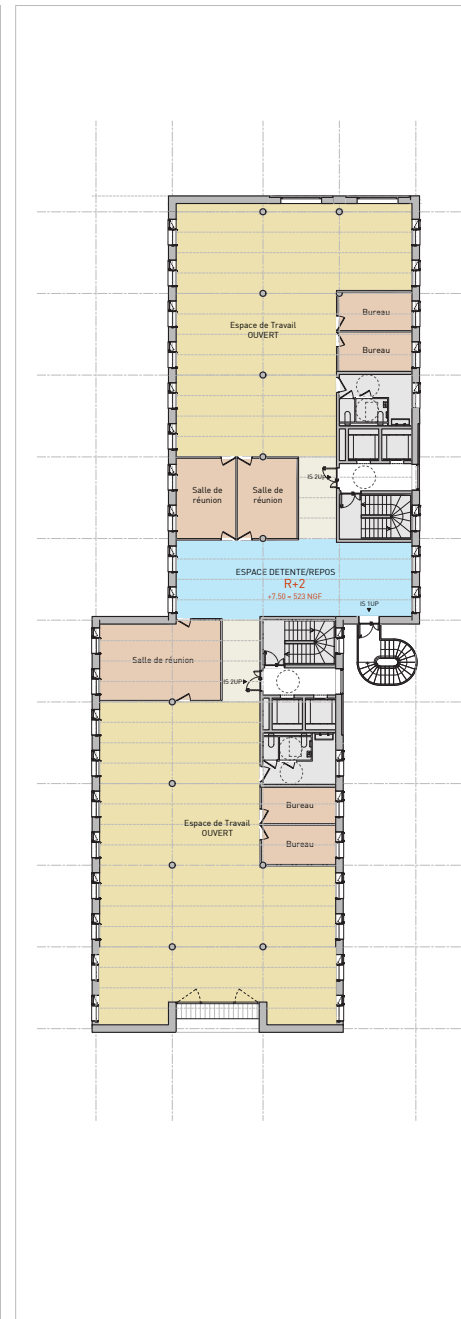 Bureau
Espace de Travail
OUVERT
Bureau
IS 2UP
Salle de
réunion
Salle de
réunion
ESPACE DETENTE/REPOS
R+2
+7.50 = 523 NGF
IS 1UP
Salle de réunion
IS 2UP
Bureau
Espace de Travail
OUVERT
Bureau